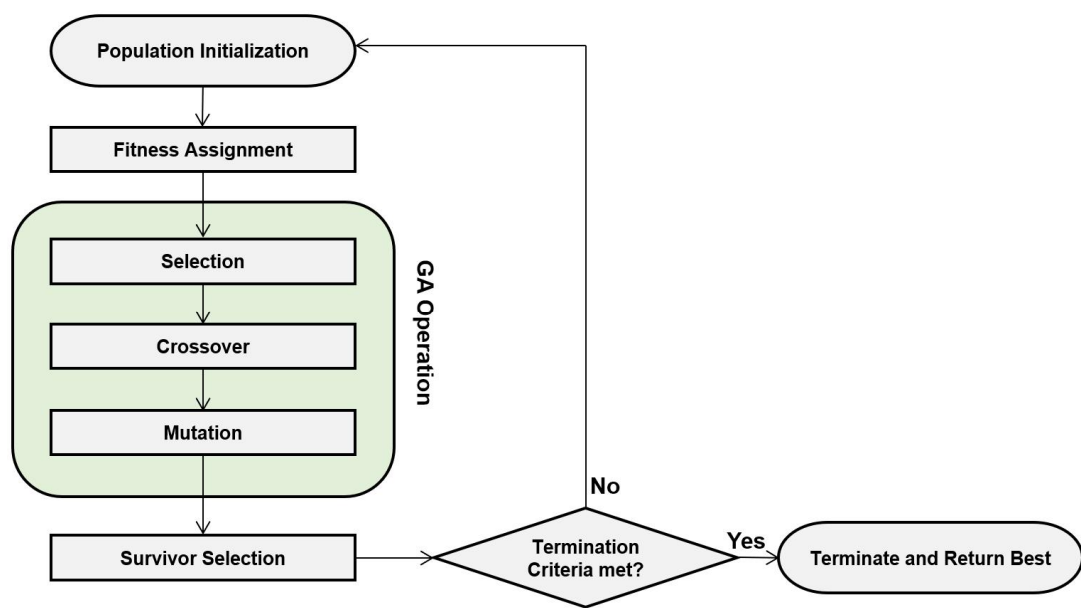 Population Initialization
Fitness Assignment
Selection
Crossover
Mutation
GA Operation
Survivor Selection
Termination
Criteria met?
No
Yes
Terminate and Return Best